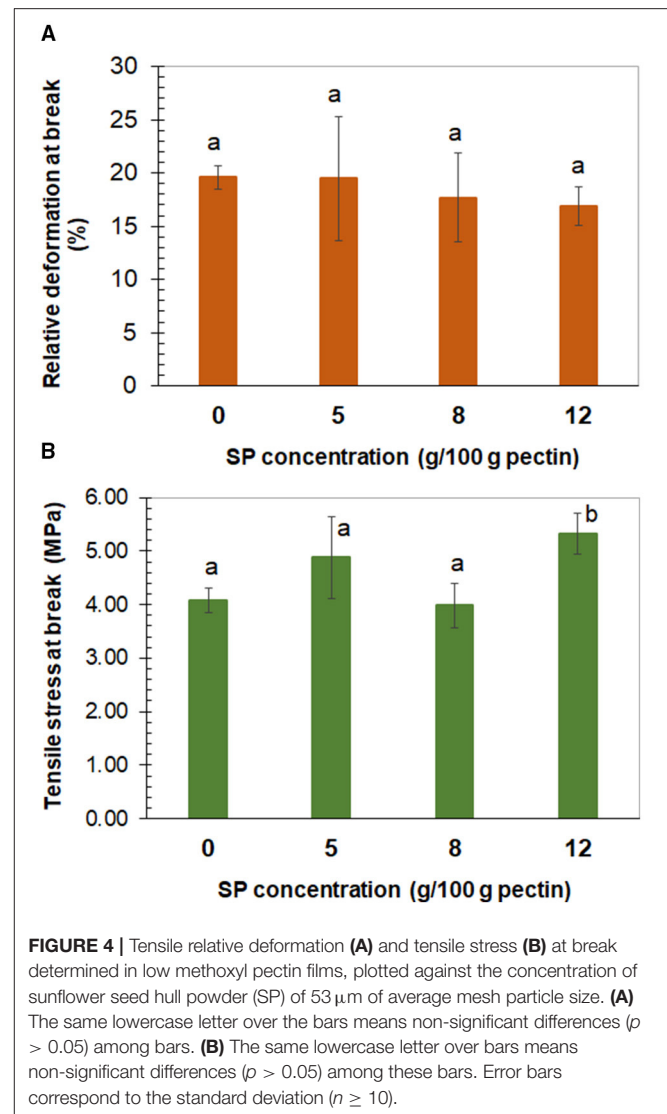 A
30
25
20
15
10
5
0
Relative deformation at break
(%)
a
a
a
a
0 5 8 12
SP concentration (g/100 g pectin)
B
6.00
5.00
4.00
3.00
2.00
1.00
0.00
Tensile stress at break (MPa)
a
a
a
b
0 5 8 12
SP concentration (g/100 g pectin)
FIGURE 4 | Tensile relative deformation (A) and tensile stress (B) at break
determined in low methoxyl pectin films, plotted against the concentration of
sunflower seed hull powder (SP) of 53 μm of average mesh particle size. (A)
The same lowercase letter over the bars means non-significant differences (p
> 0.05) among bars. (B) The same lowercase letter over bars means
non-significant differences (p > 0.05) among these bars. Error bars
correspond to the standard deviation (n ≥ 10).